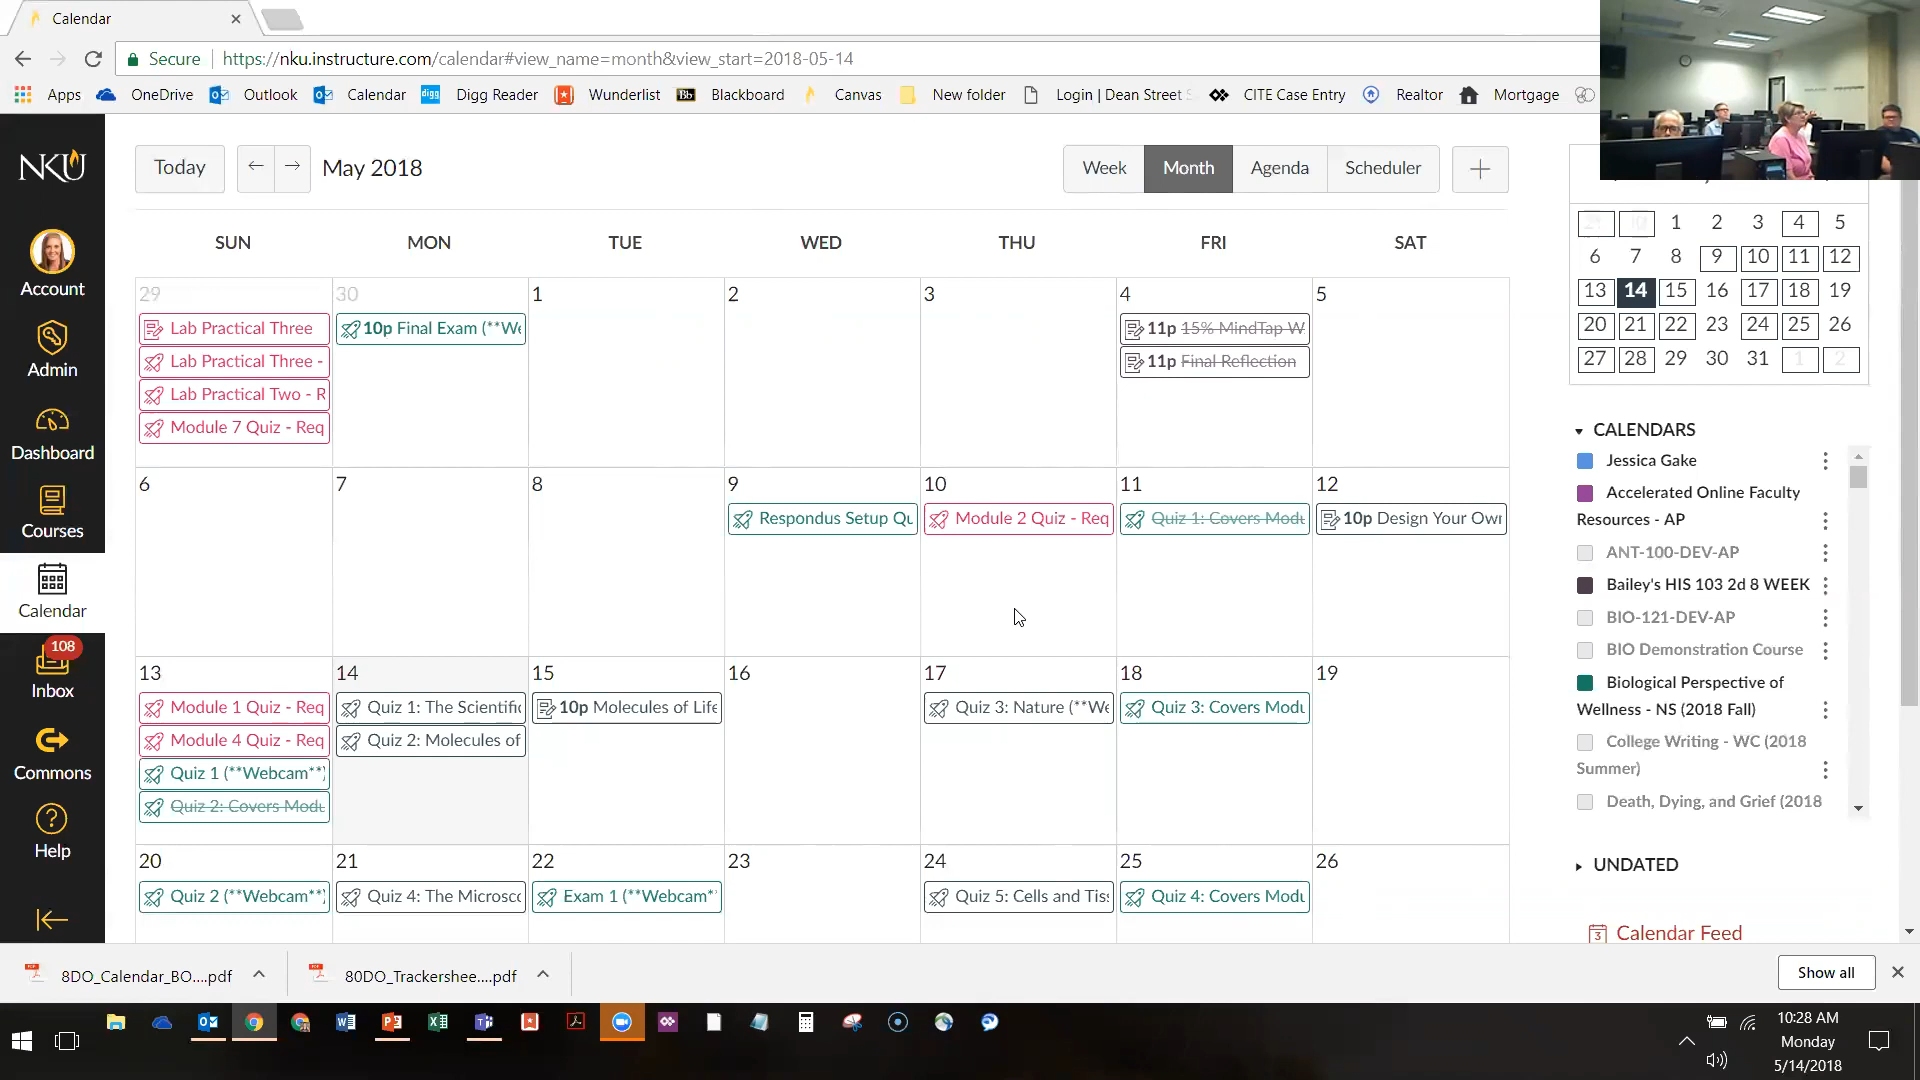 Calendar
Secure
https://nku.instructure.com/calendar#view_name=month&view_start=2018-05-14
Apps OneDrive Outlook Calendar Digg Reader Wunderlist Blackboard Canvas New folder Login | Dean Street CITE Case Entry Realtor Mortgage
NKU
Account
Admin
Dashboard
Courses
Calendar
108
Inbox
Commons
Help
Today
May 2018
Week Month Agenda Scheduler
SUN MON TUE WED THU FRI SAT
29 30 1 2 3 4 5
Lab Practical Three
Lab Practical Three -
Lab Practical Two - R
Module 7 Quiz - Req
10p Final Exam (**We
11p 15% MindTap W
11p Final Reflection
6 7 8 9 10 11 12
Respondus Setup Qu
Module 2 Quiz - Req
Quiz 1: Covers Modu
10p Design Your Own
13 14 15 16 17 18 19
Module 1 Quiz - Req
Module 4 Quiz - Req
Quiz 1 (**Webcam**)
Quiz 2: Covers Modu
Quiz 1: The Scientific
Quiz 2: Molecules of
10p Molecules of Life
Quiz 3: Nature (**We
Quiz 3: Covers Modu
20 21 22 23 24 25 26
Quiz 2 (**Webcam**)
Quiz 4: The Microsco
Exam 1 (**Webcam*
Quiz 5: Cells and Tiss
Quiz 4: Covers Modu
1 2 3 4 5
6 7 8 9 10 11 12
13 14 15 16 17 18 19
20 21 22 23 24 25 26
27 28 29 30 31 1 2
CALENDARS
Jessica Gake
Accelerated Online Faculty
Resources - AP
ANT-100-DEV-AP
Bailey's HIS 103 2d 8 WEEK
BIO-121-DEV-AP
BIO Demonstration Course
Biological Perspective of
Wellness - NS (2018 Fall)
College Writing - WC (2018
Summer)
Death, Dying, and Grief (2018
UNDATED
Calendar Feed
8DO_Calendar_BO....pdf
80DO_Trackershee....pdf
Show all
10:28 AM
Monday
5/14/2018